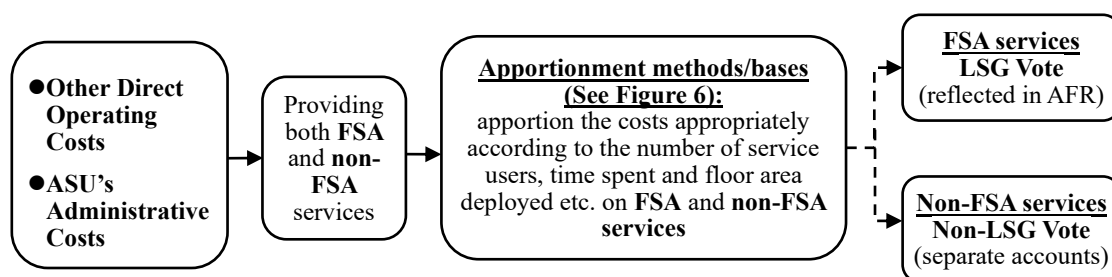 ●Other Direct
Operating
Costs
●ASU’s
Administrative
Costs
Providing
both FSA
and non-
FSA
services
Apportionment methods/bases
(See Figure 6):
apportion the costs appropriately
according to the number of service
users, time spent and floor area
deployed etc. on FSA and non-FSA
services
FSA services
LSG Vote
(reflected in AFR)
Non-FSA services
Non-LSG Vote
(separate accounts)